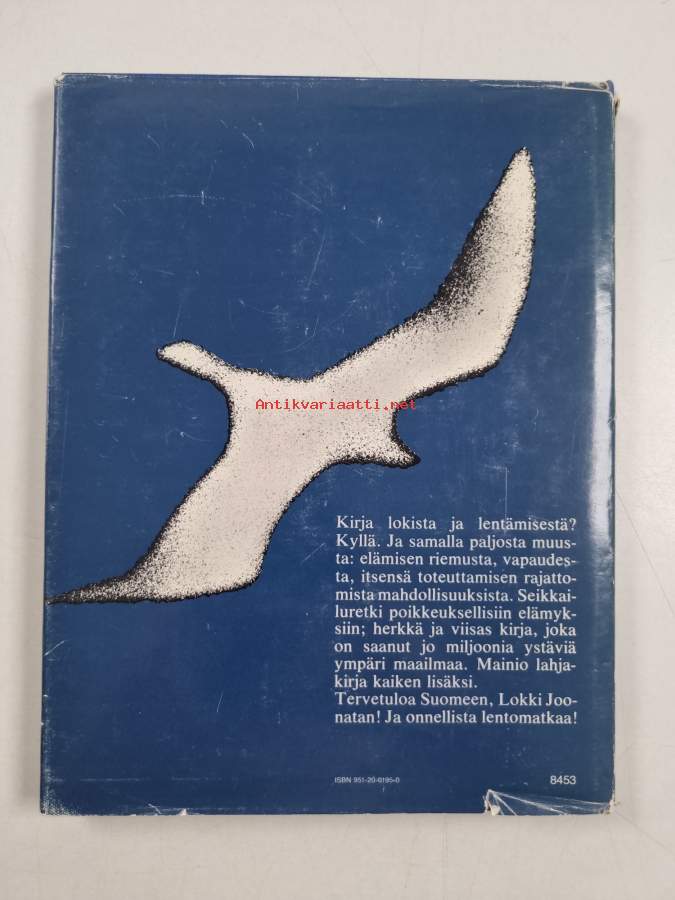 Antikvariaatti.net
Kirja lokista ja lentämisestä?
Kyllä. Ja samalla paljosta muus-
ta: elämisen riemusta, vapaudes-
ta, itsensä toteuttamisen rajatto-
mista mahdollisuuksista. Seikkai-
luretki poikkeuksellisiin elämyk-
siin; herkkä ja viisas kirja, joka
on saanut jo miljoonia ystäviä
ympäri maailmaa. Mainio lahja-
kirja kaiken lisäksi.
Tervetuloa Suomeen, Lokki Joo-
natan! Ja onnellista lentomatkaa!
ISBN 951-20-0195-0
8453